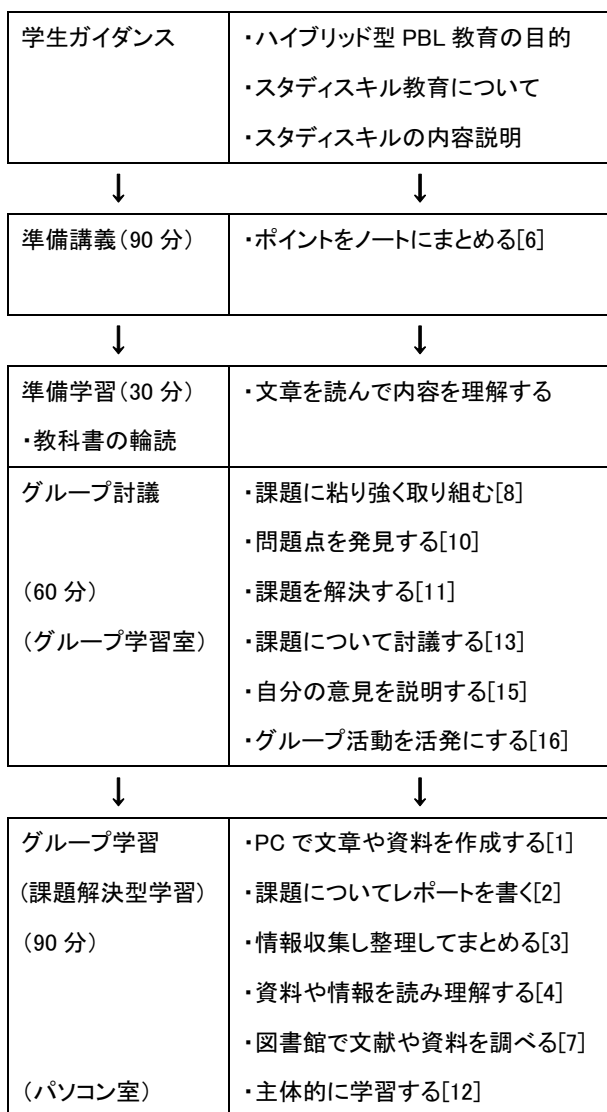 学生ガイダンス ・ハイブリッド型 PBL 教育の目的
・スタディスキル教育について
・スタディスキルの内容説明
↓ ↓
準備講義(90 分) ・ポイントをノートにまとめる[6]
↓ ↓
準備学習(30 分) ・文章を読んで内容を理解する
・教科書の輪読
グループ討議 ・課題に粘り強く取り組む[8]
・問題点を発見する[10]
(60 分) ・課題を解決する[11]
(グループ学習室) ・課題について討議する[13]
・自分の意見を説明する[15]
・グループ活動を活発にする[16]
↓ ↓
グループ学習 ・PC で文章や資料を作成する[1]
(課題解決型学習) ・課題についてレポートを書く[2]
(90 分) ・情報収集し整理してまとめる[3]
・資料や情報を読み理解する[4]
・図書館で文献や資料を調べる[7]
(パソコン室) ・主体的に学習する[12]